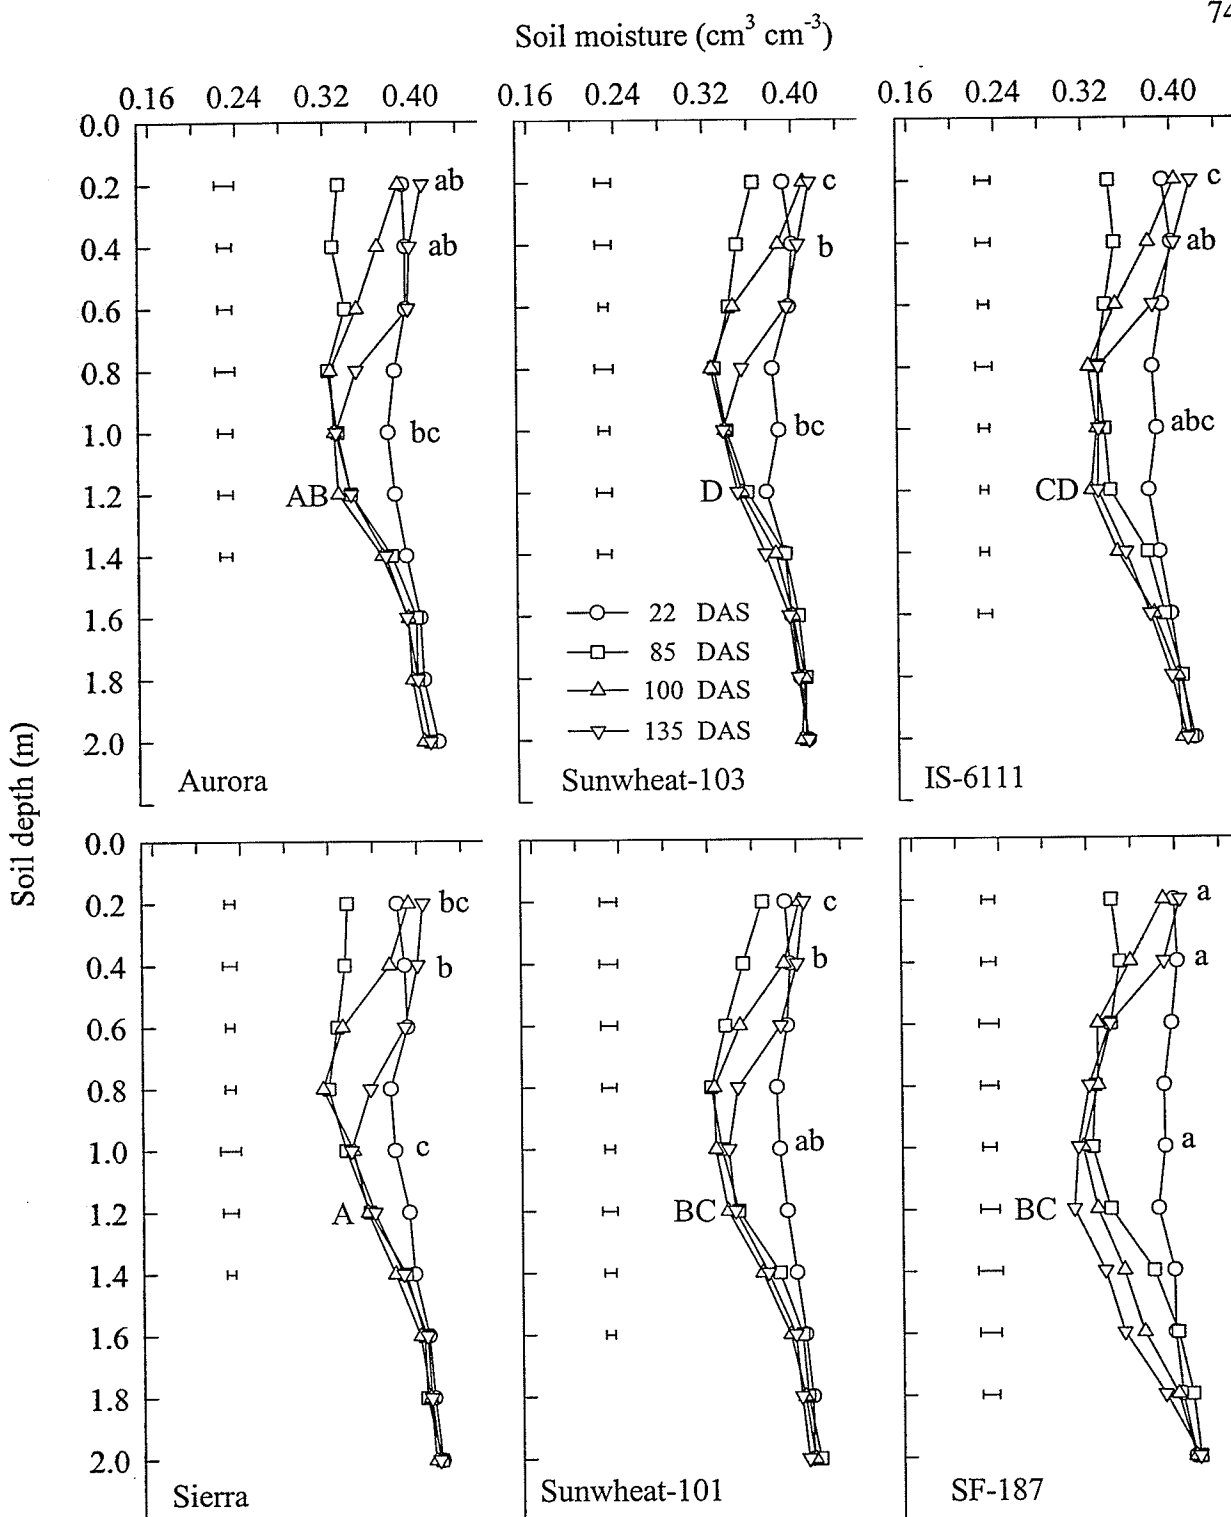 74
Soil moisture (cm³ cm⁻³)
0.16 0.24 0.32 0.40 0.16 0.24 0.32 0.40 0.16 0.24 0.32 0.40
0.0
0.2 ab c c
0.4 ab b ab
0.6
0.8
1.0 bc bc abc
1.2 AB D CD
1.4
1.6
1.8
2.0
22 DAS
85 DAS
100 DAS
135 DAS
Aurora Sunwheat-103 IS-6111
Soil depth (m)
0.0
0.2 bc c a
0.4 b b a
0.6
0.8
1.0 c ab a
1.2 A BC BC
1.4
1.6
1.8
2.0
Sierra Sunwheat-101 SF-187